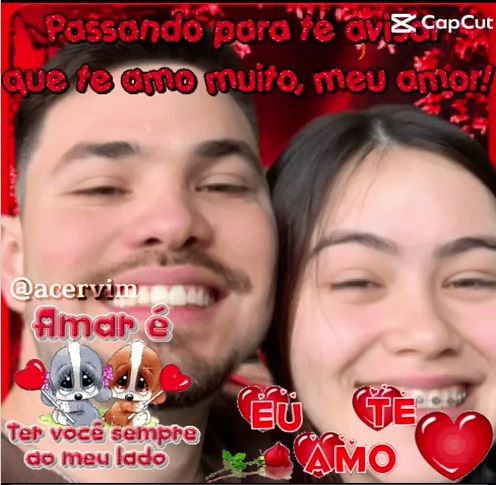 Passando para te avisar
CapCut
que te amo muito, meu amor!
@acervim
Amar é
Ter você sempre
ao meu lado
EU TE
AMO